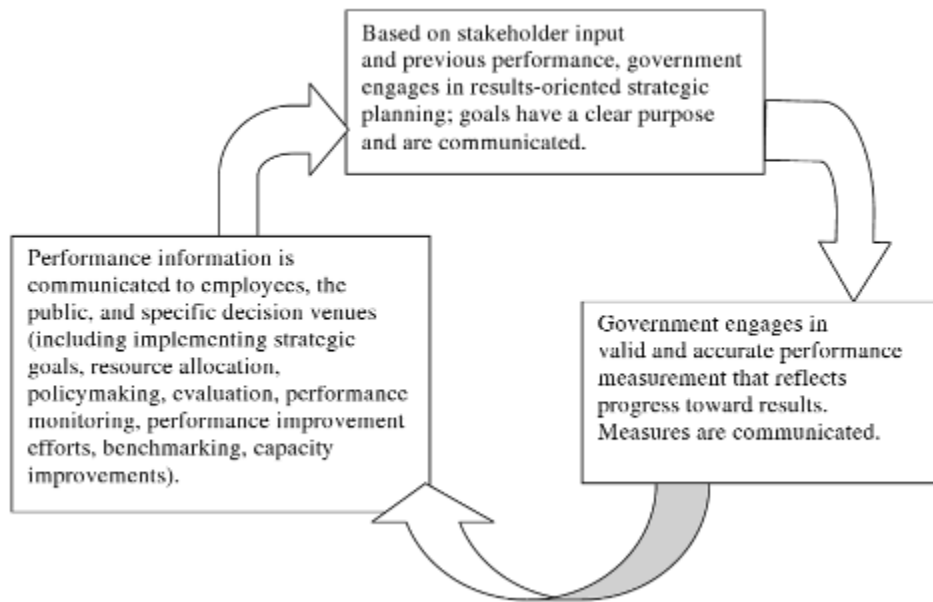 Based on stakeholder input
and previous performance, government
engages in results-oriented strategic
planning; goals have a clear purpose
and are communicated.
Government engages in
valid and accurate performance
measurement that reflects
progress toward results.
Measures are communicated.
Performance information is
communicated to employees, the
public, and specific decision venues
(including implementing strategic
goals, resource allocation,
policymaking, evaluation, performance
monitoring, performance improvement
efforts, benchmarking, capacity
improvements).